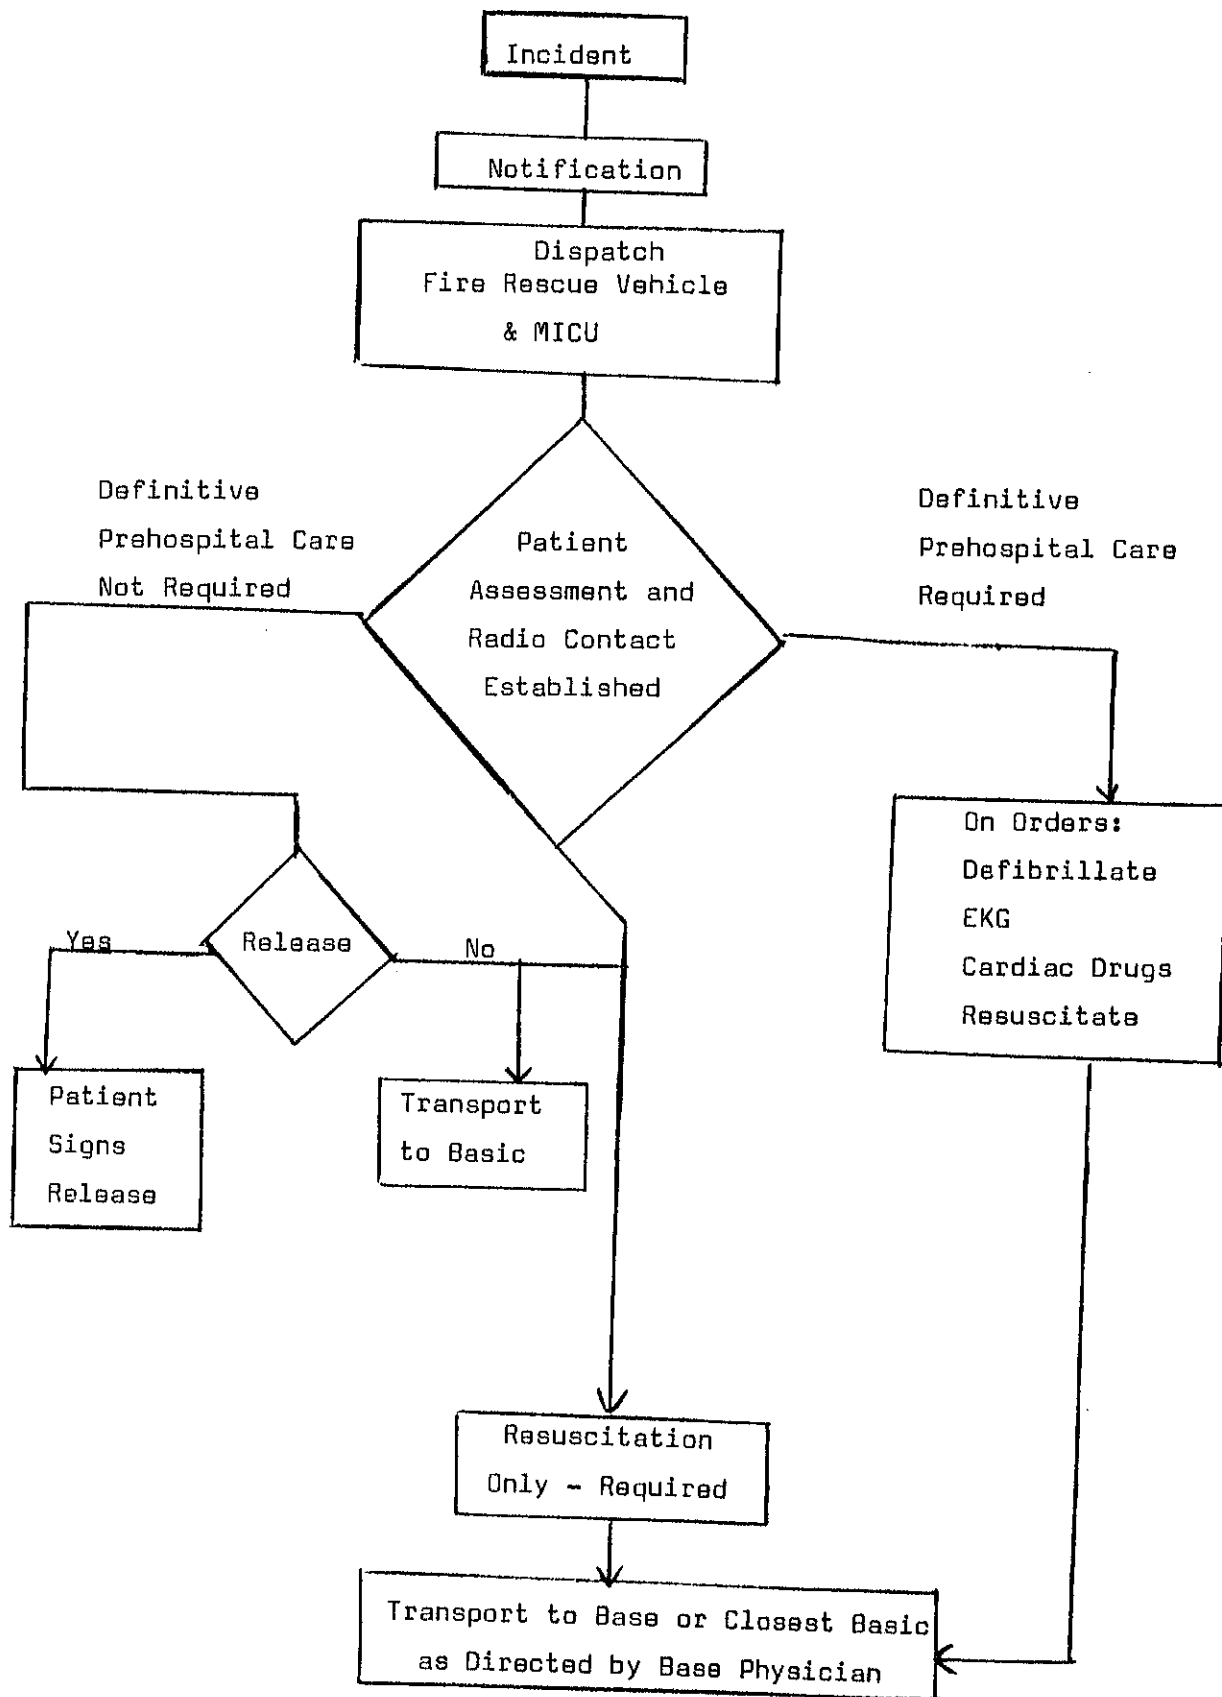 Incident
Notification
Dispatch
Fire Rescue Vehicle
& MICU
Definitive
Prehospital Care
Not Required
Patient
Assessment and
Radio Contact
Established
Definitive
Prehospital Care
Required
On Orders:
Defibrillate
EKG
Cardiac Drugs
Resuscitate
Yes
Release
No
Patient
Signs
Release
Transport
to Basic
Resuscitation
Only - Required
Transport to Base or Closest Basic
as Directed by Base Physician